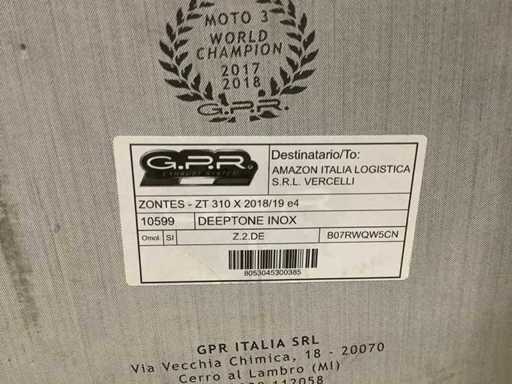 MOTO 3
WORLD
CHAMPION
2017
2018
G.P.R.
G.P.R.
EXHAUST SYSTEM
Destinatario/To:
AMAZON ITALIA LOGISTICA
S.R.L. VERCELLI
ZONTES - ZT 310 X 2018/19 e4
10599 DEEPTONE INOX
Omol. SI Z.2.DE B07RWQW5CN
8053045300385
GPR ITALIA SRL
Via Vecchia Chimica, 18 - 20070
Cerro al Lambro (MI)